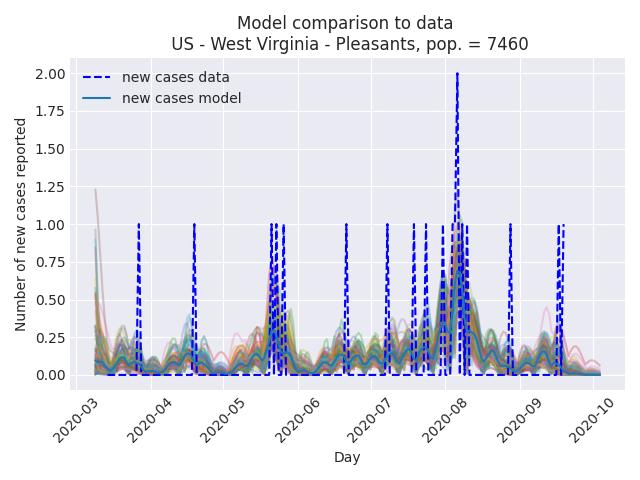 Model comparison to data
US - West Virginia - Pleasants, pop. = 7460
new cases data
new cases model
Number of new cases reported
2.00
1.75
1.50
1.25
1.00
0.75
0.50
0.25
0.00
2020-03
2020-04
2020-05
2020-06
2020-07
2020-08
2020-09
2020-10
Day